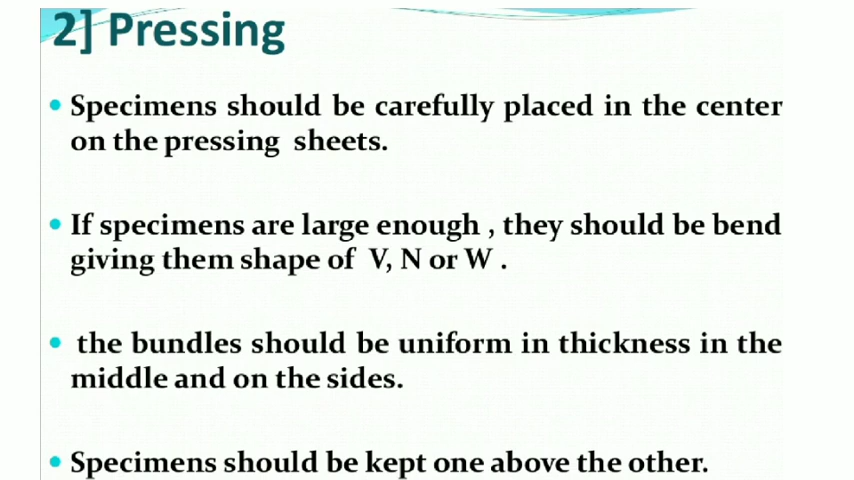 2] Pressing
• Specimens should be carefully placed in the center
on the pressing sheets.
• If specimens are large enough , they should be bend
giving them shape of V, N or W .
• the bundles should be uniform in thickness in the
middle and on the sides.
• Specimens should be kept one above the other.